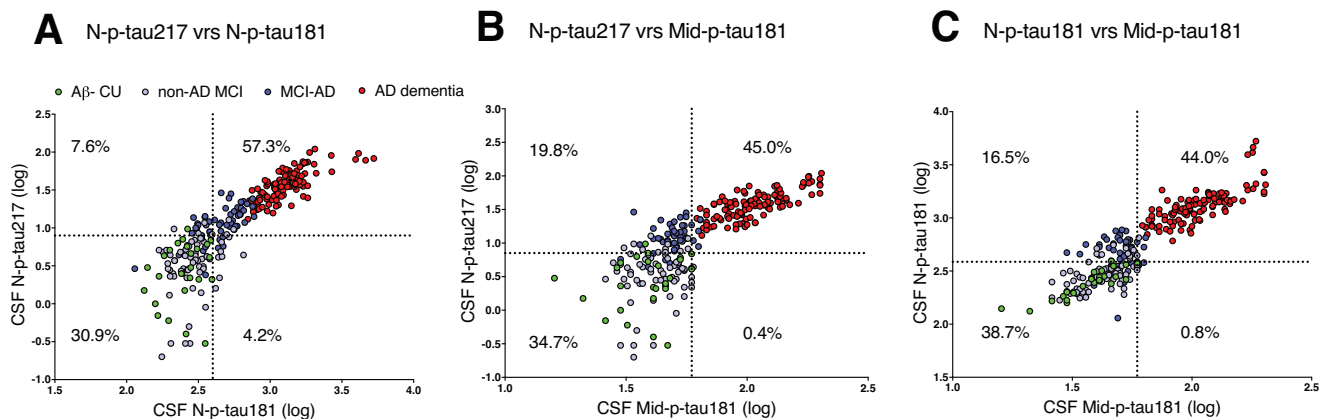 A N-p-tau217 vrs N-p-tau181
B N-p-tau217 vrs Mid-p-tau181
C N-p-tau181 vrs Mid-p-tau181
Aβ- CU non-AD MCI MCI-AD AD dementia
CSF N-p-tau217 (log)
2.5
2.0
1.5
1.0
0.5
0.0
-0.5
-1.0
7.6%
57.3%
30.9%
4.2%
1.5 2.0 2.5 3.0 3.5 4.0
CSF N-p-tau181 (log)
CSF N-p-tau217 (log)
3.0
2.5
2.0
1.5
1.0
0.5
0.0
-0.5
-1.0
19.8%
45.0%
34.7%
0.4%
1.0 1.5 2.0 2.5
CSF Mid-p-tau181 (log)
CSF N-p-tau181 (log)
4.0
3.5
3.0
2.5
2.0
1.5
16.5%
44.0%
38.7%
0.8%
1.0 1.5 2.0 2.5
CSF Mid-p-tau181 (log)